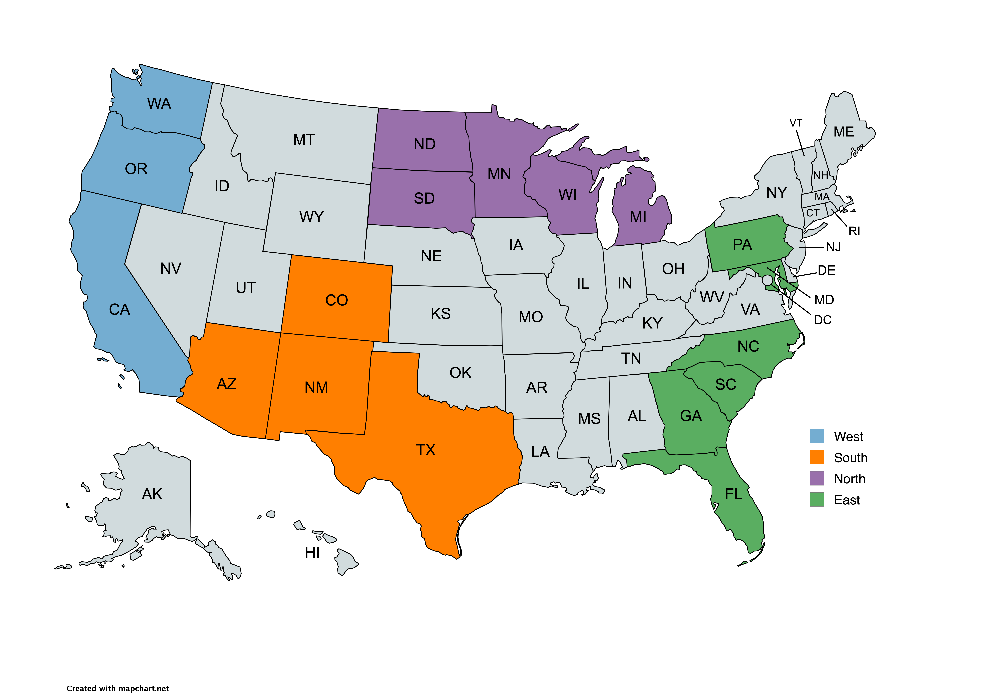 WA
OR
CA
ID
NV
MT
WY
UT
AZ
CO
NM
ND
SD
NE
KS
OK
TX
MN
IA
MO
AR
LA
WI
IL
MI
IN
OH
KY
TN
MS
AL
GA
FL
SC
NC
VA
WV
PA
NY
VT
NH
ME
MA
CT
RI
NJ
DE
MD
DC
AK
HI
West
South
North
East
Created with mapchart.net